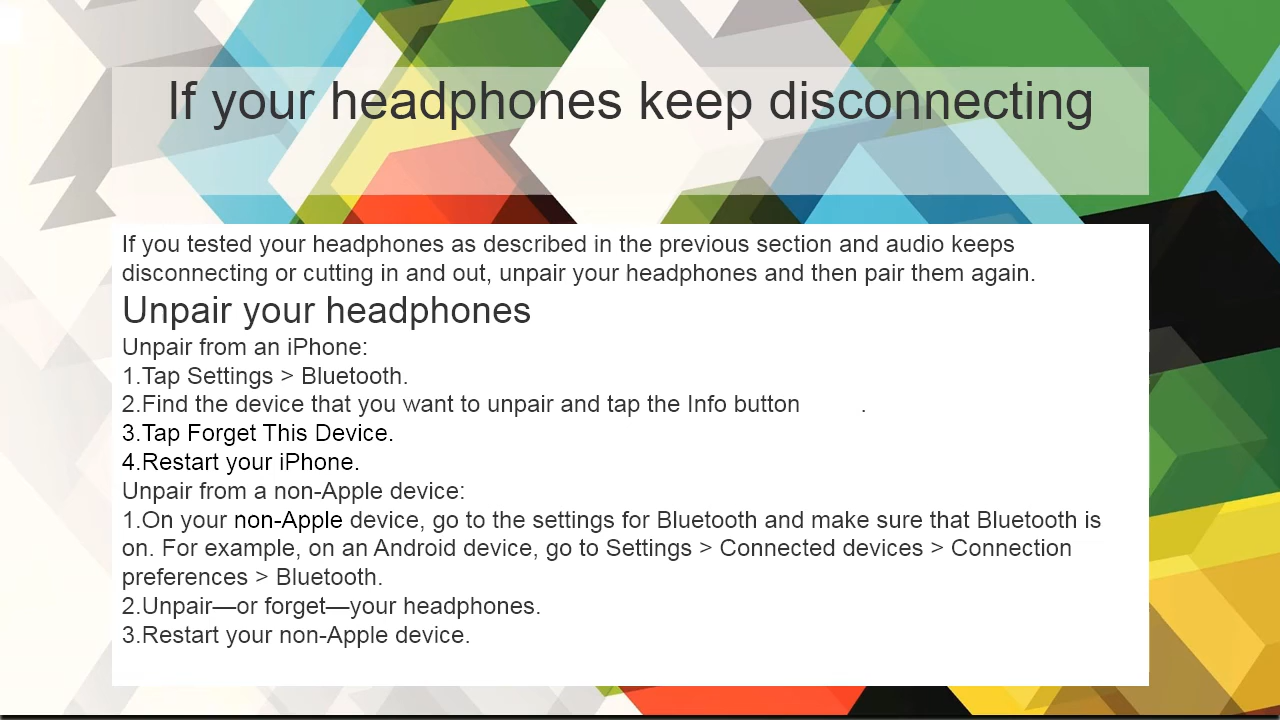 If your headphones keep disconnecting
If you tested your headphones as described in the previous section and audio keeps
disconnecting or cutting in and out, unpair your headphones and then pair them again.
Unpair your headphones
Unpair from an iPhone:
1.Tap Settings > Bluetooth.
2.Find the device that you want to unpair and tap the Info button .
3.Tap Forget This Device.
4.Restart your iPhone.
Unpair from a non-Apple device:
1.On your non-Apple device, go to the settings for Bluetooth and make sure that Bluetooth is
on. For example, on an Android device, go to Settings > Connected devices > Connection
preferences > Bluetooth.
2.Unpair—or forget—your headphones.
3.Restart your non-Apple device.